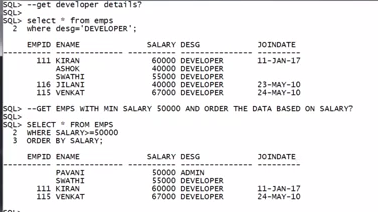 SQL> --get developer details?
SQL>
SQL> select * from emps
2 where desg='DEVELOPER';
EMPID ENAME SALARY DESG JOINDATE
---------- -------------------- ---------- -------------------- ---------
111 KIRAN 60000 DEVELOPER 11-JAN-17
ASHOK 40000 DEVELOPER
SWATHI 55000 DEVELOPER
116 JILANI 40000 DEVELOPER 23-MAY-10
115 VENKAT 67000 DEVELOPER 24-MAY-10
SQL> --GET EMPS WITH MIN SALARY 50000 AND ORDER THE DATA BASED ON SALARY?
SQL>
SQL> SELECT * FROM EMPS
2 WHERE SALARY>=50000
3 ORDER BY SALARY;
EMPID ENAME SALARY DESG JOINDATE
---------- -------------------- ---------- -------------------- ---------
PAVANI 50000 ADMIN
SWATHI 55000 DEVELOPER
111 KIRAN 60000 DEVELOPER 11-JAN-17
115 VENKAT 67000 DEVELOPER 24-MAY-10